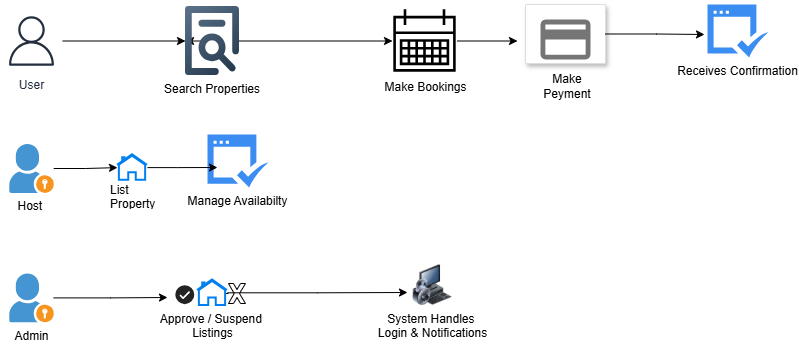 User
Search Properties
Make Bookings
Make
Peyment
Receives Confirmation
Host
List
Property
Manage Availabilty
Admin
Approve / Suspend
Listings
System Handles
Login & Notifications